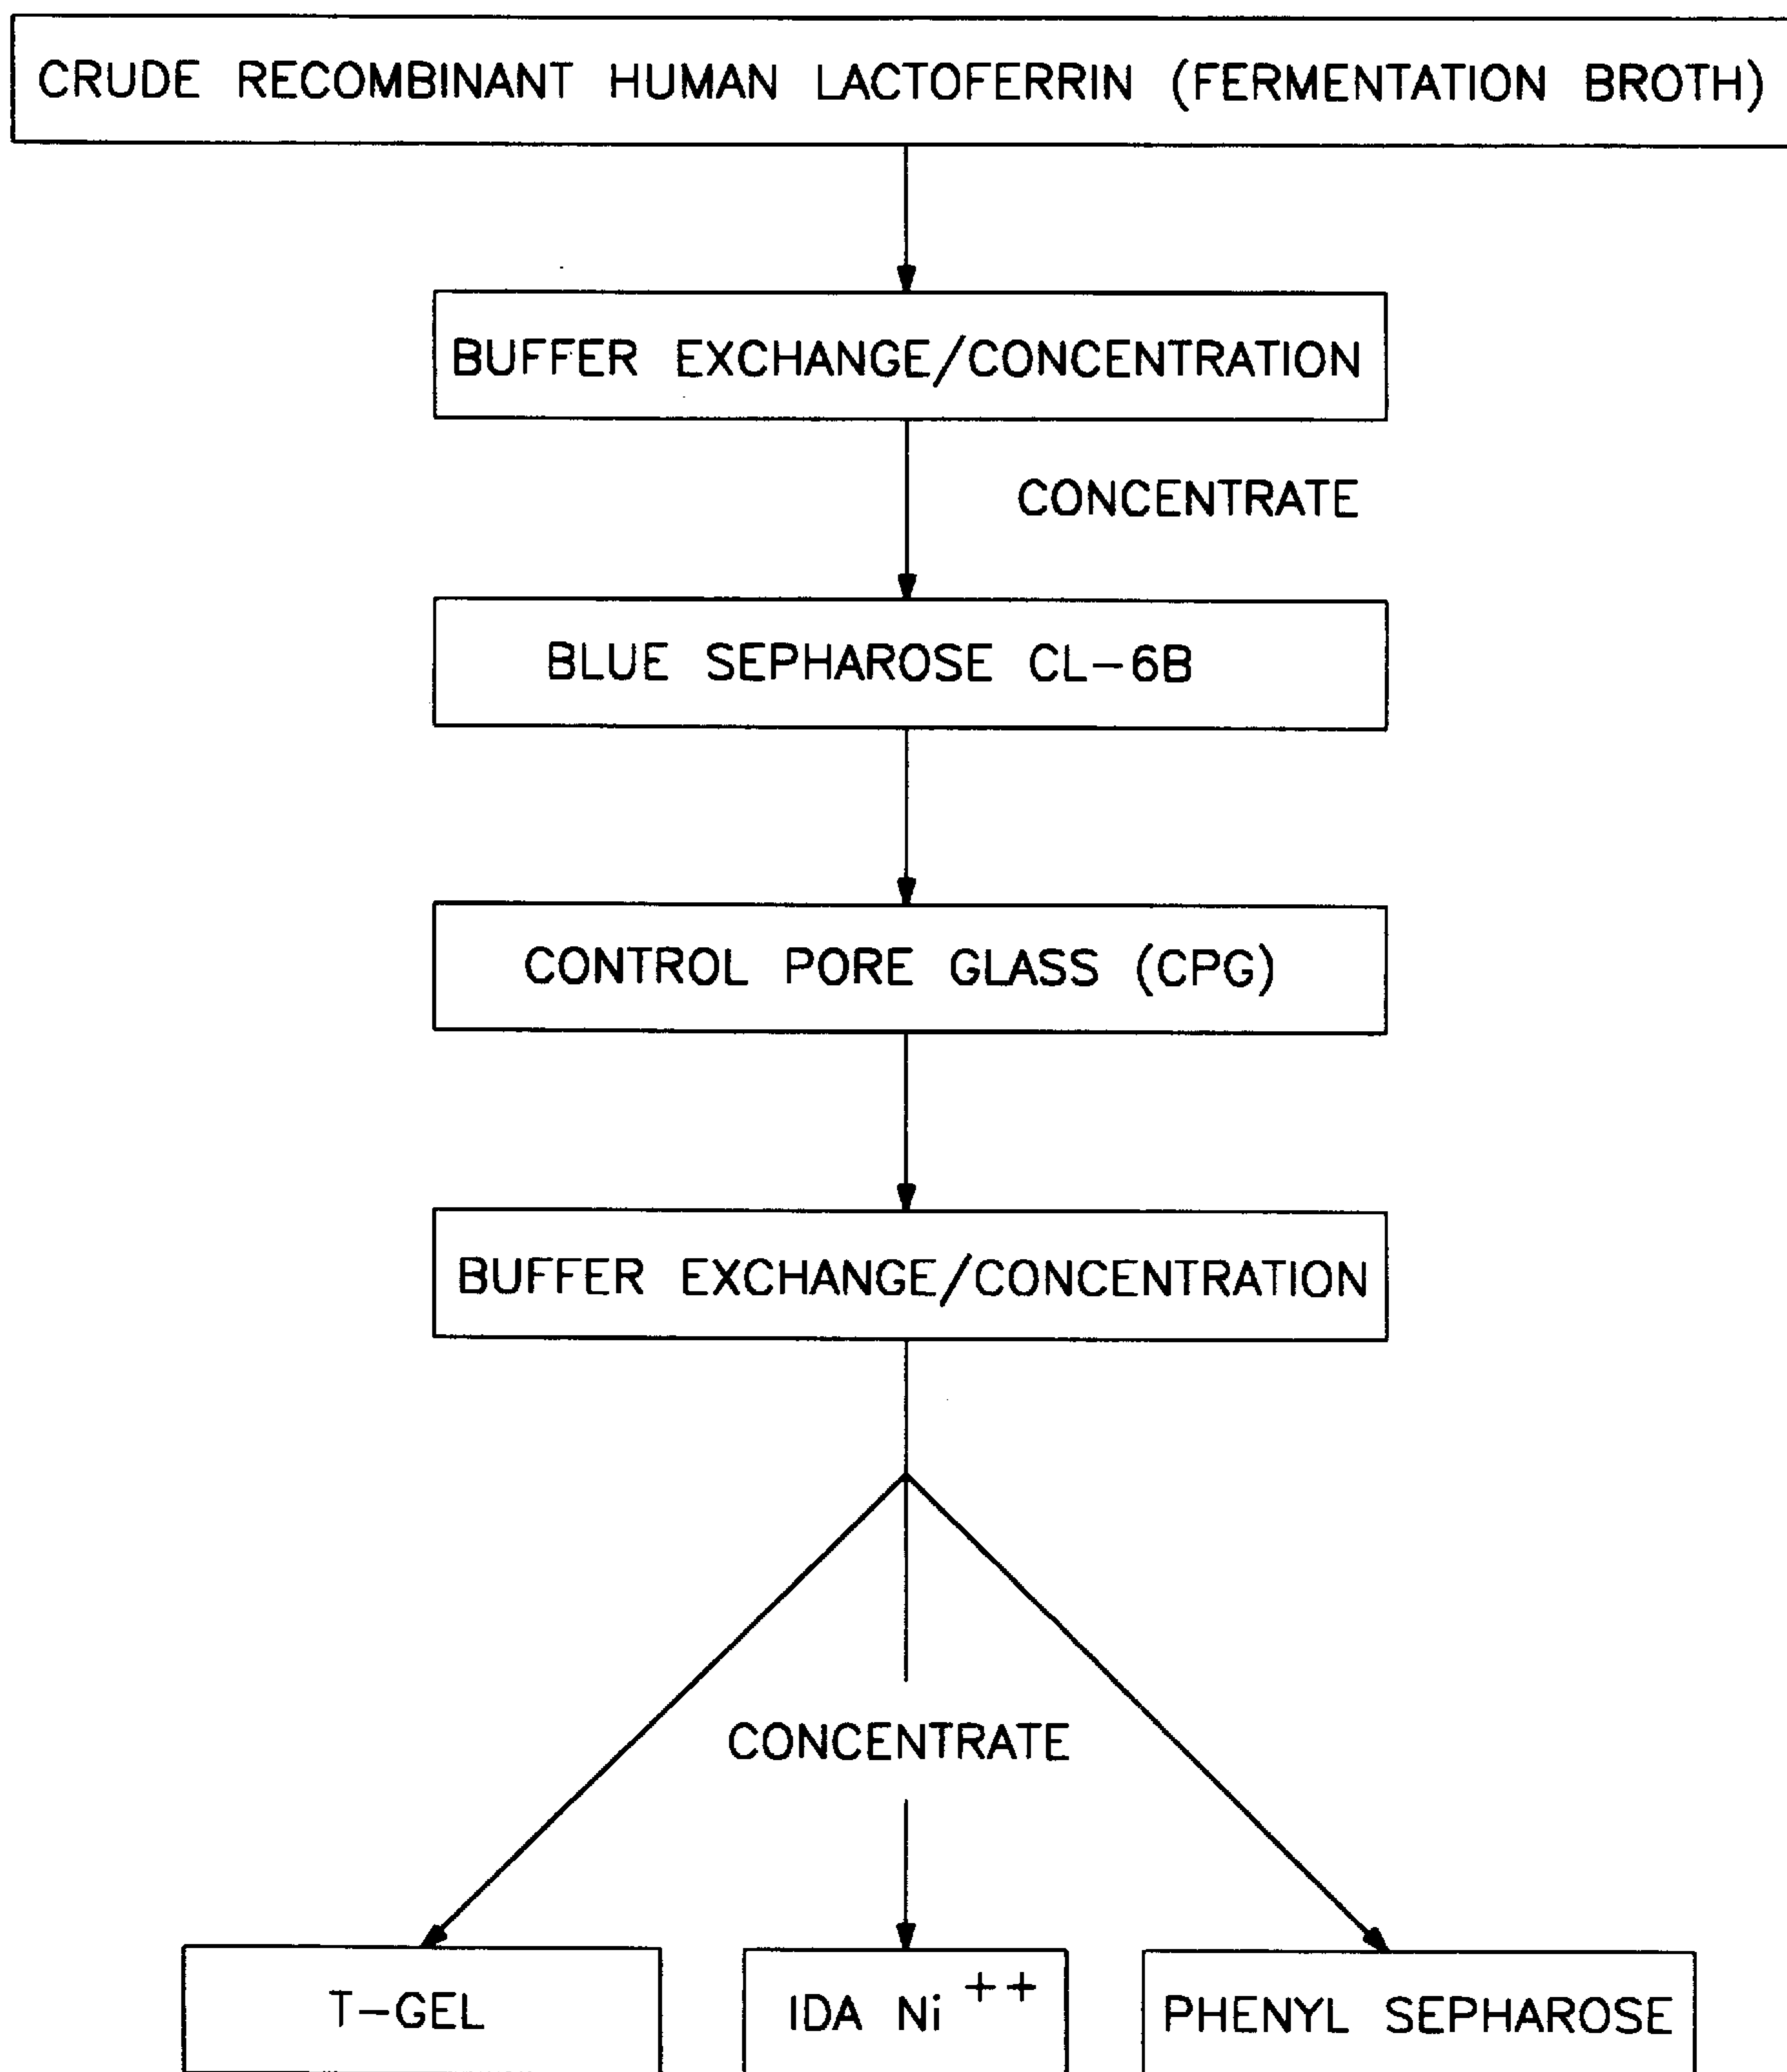 CRUDE RECOMBINANT HUMAN LACTOFERRIN (FERMENTATION BROTH)
BUFFER EXCHANGE/CONCENTRATION
CONCENTRATE
BLUE SEPHAROSE CL-6B
CONTROL PORE GLASS (CPG)
BUFFER EXCHANGE/CONCENTRATION
CONCENTRATE
T-GEL
IDA Ni ++
PHENYL SEPHAROSE